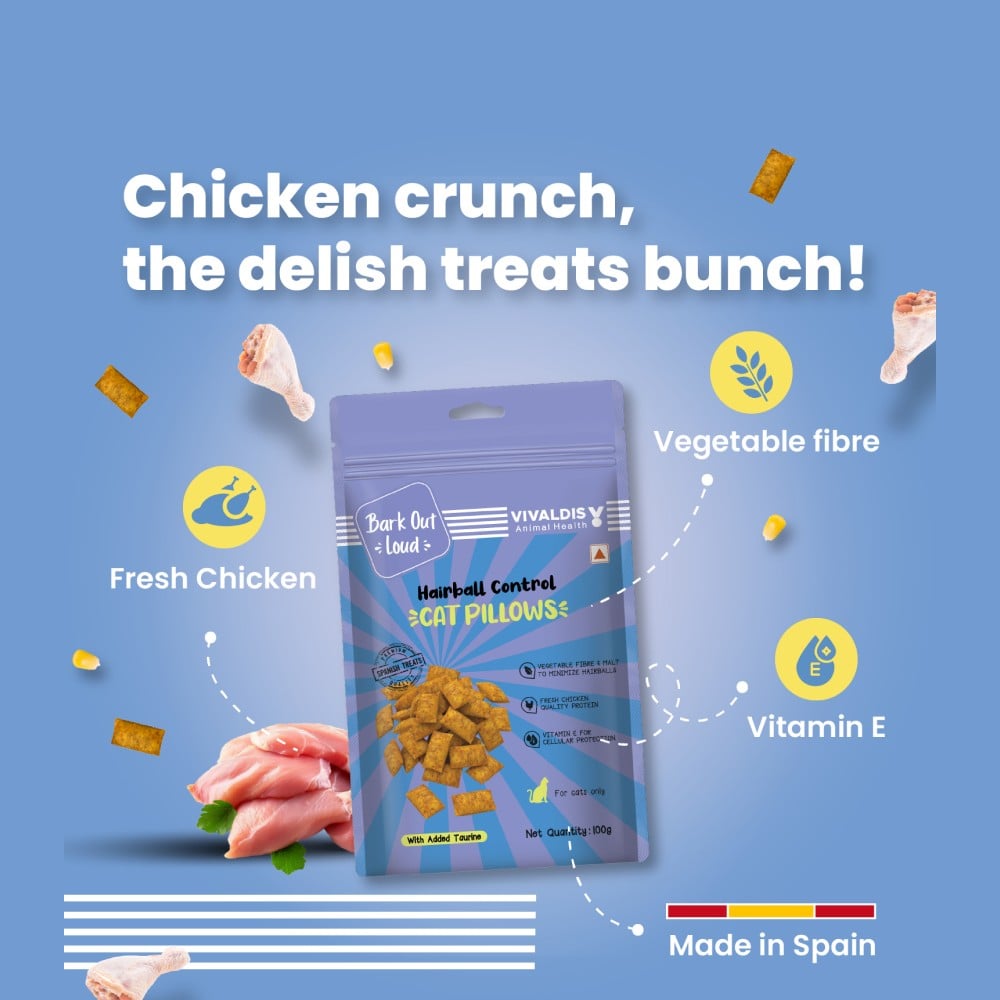 Chicken crunch,
the delish treats bunch!
Vegetable fibre
Fresh Chicken
Vitamin E
E
Made in Spain
Bark Out
Loud
VIVALDIS
Animal Health
Hairball Control
CAT PILLOWS
PREMIUM
SPANISH TREATS
QUALITY
VEGETABLE FIBRE & MALT
TO MINIMIZE HAIRBALLS
FRESH CHICKEN
QUALITY PROTEIN
VITAMIN E FOR
CELLULAR PROTECTION
For cats only
With Added Taurine
Net Quantity: 100g